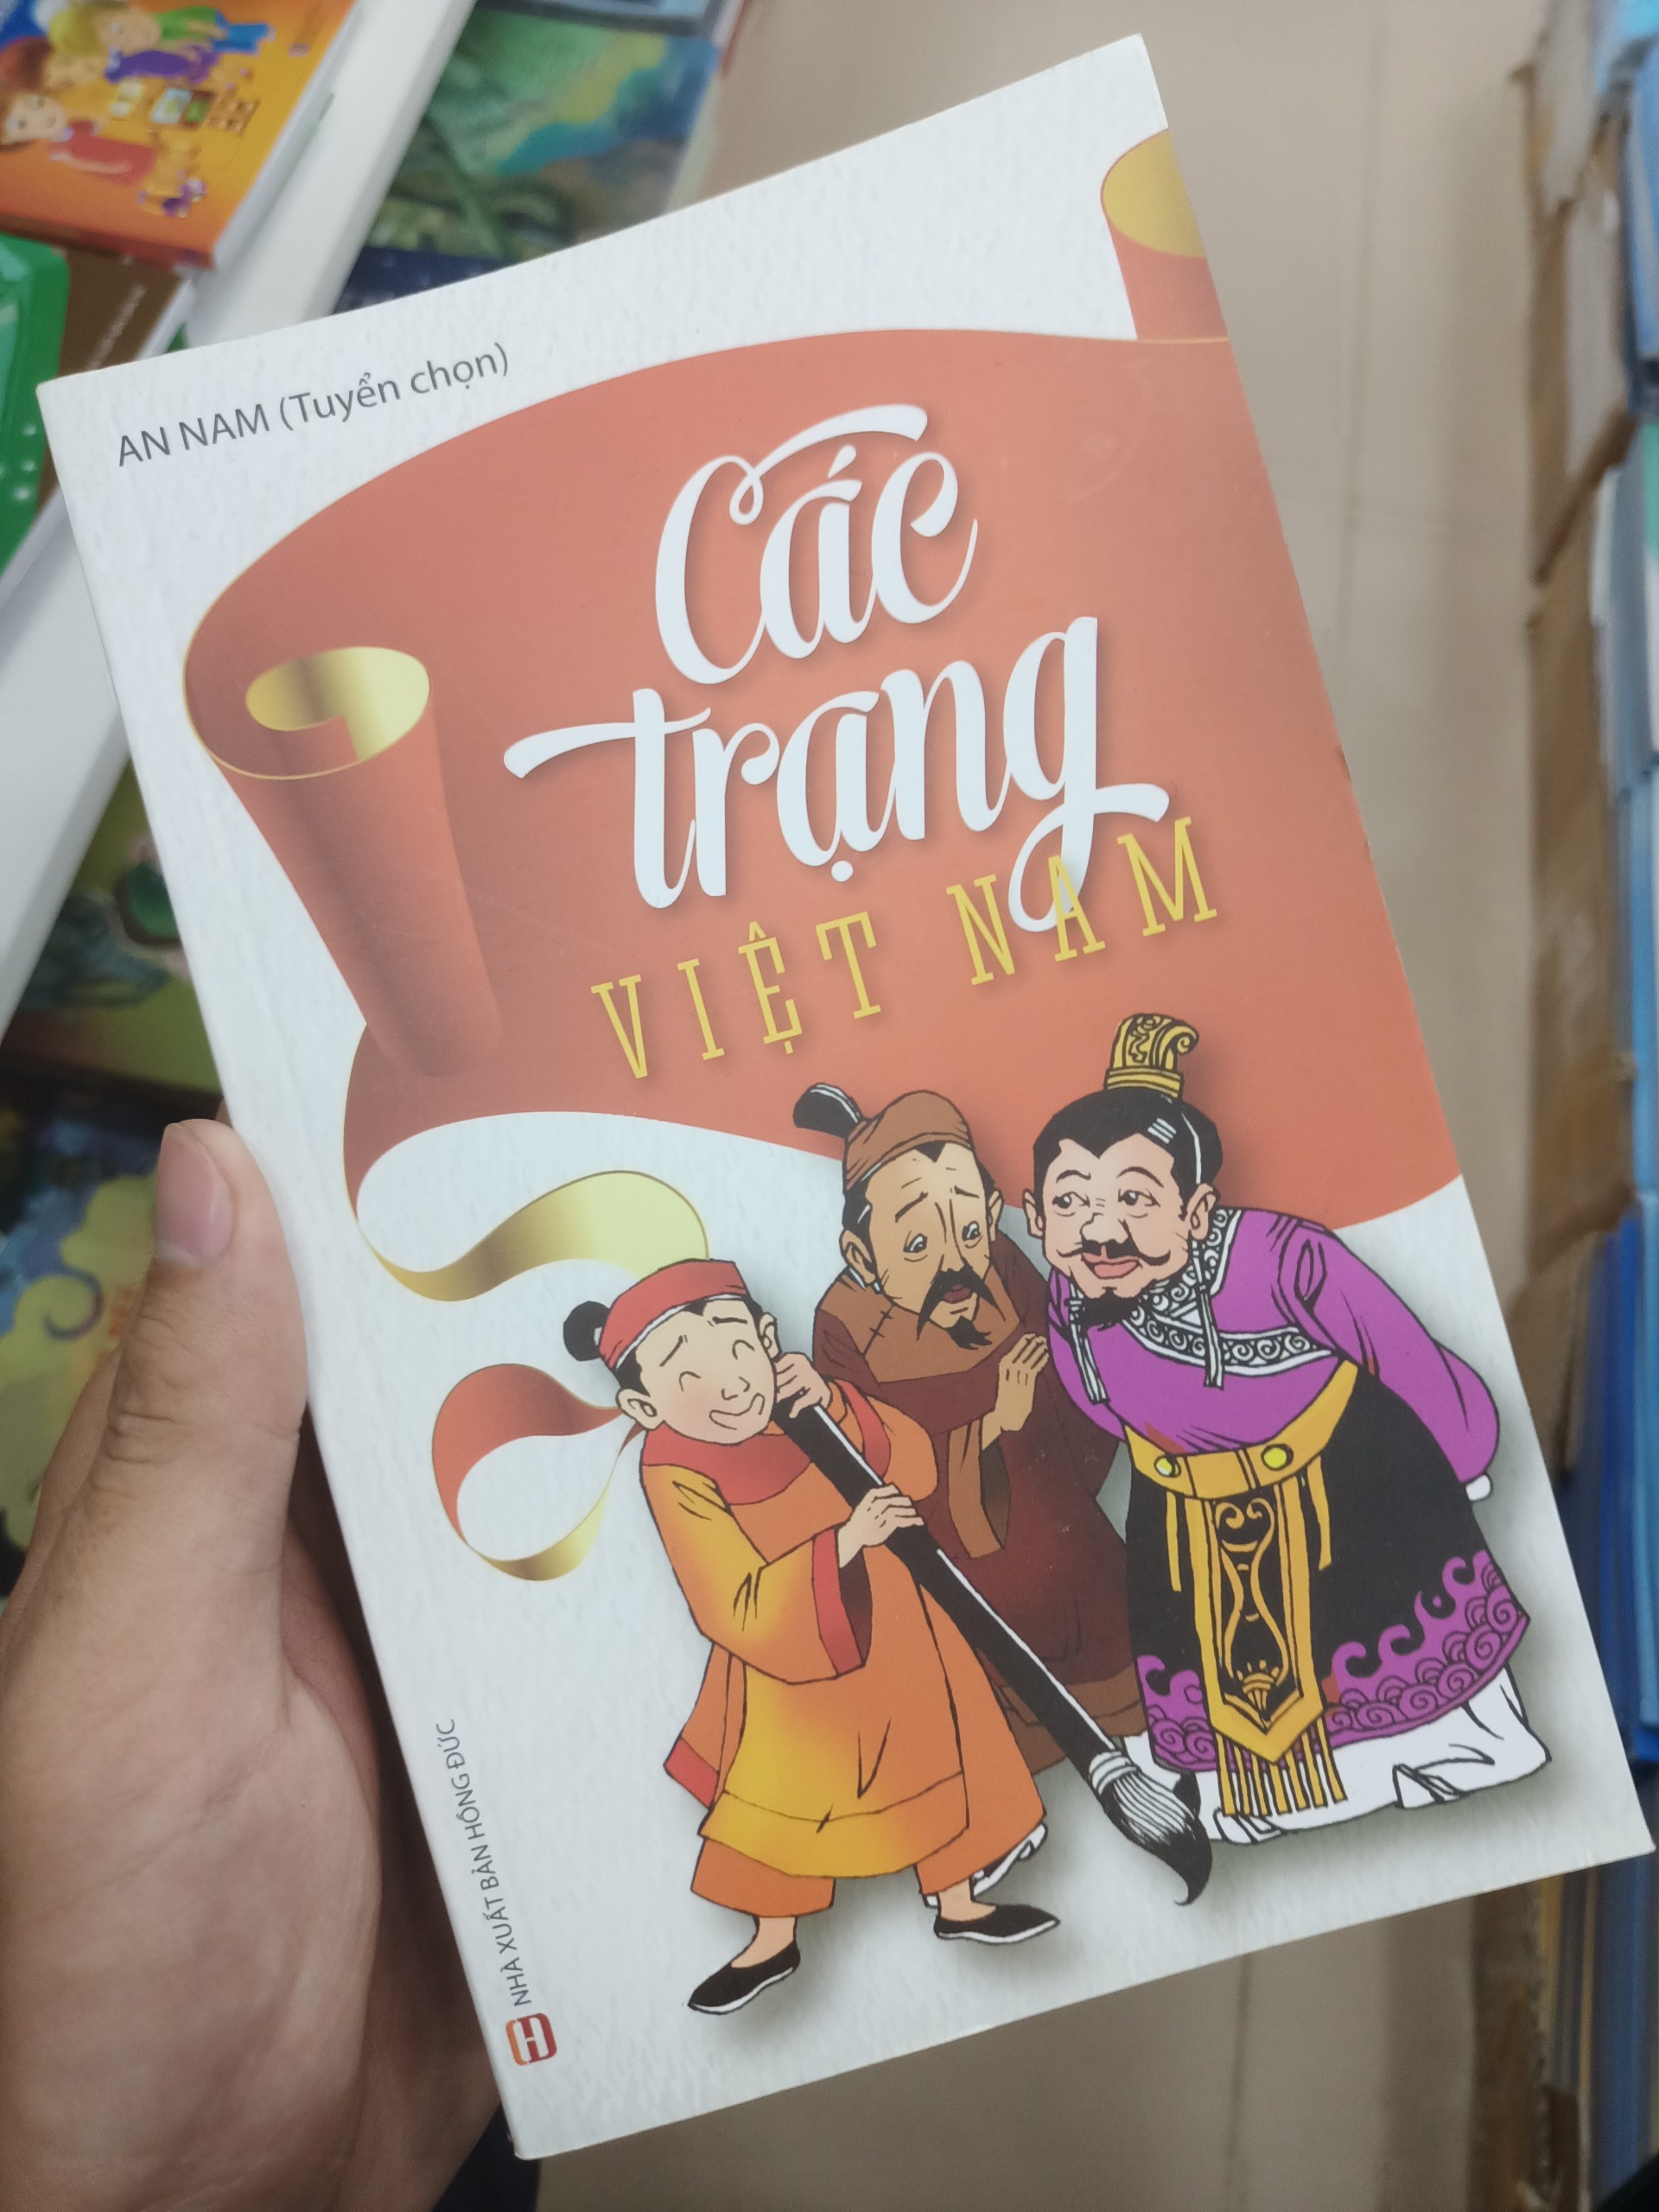 AN NAM (Tuyển chọn)
Các
trạng
VIỆT NAM
NHÀ XUẤT BẢN HỒNG ĐỨC